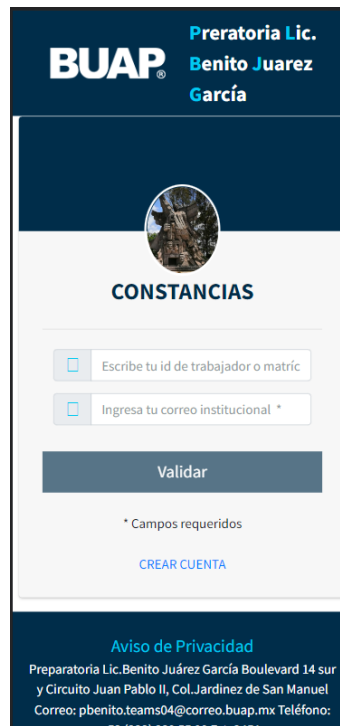 BUAP®
Preratoria Lic.
Benito Juarez
García
CONSTANCIAS
Escribe tu id de trabajador o matríc
Ingresa tu correo institucional *
Validar
* Campos requeridos
CREAR CUENTA
Aviso de Privacidad
Preparatoria Lic.Benito Juárez García Boulevard 14 sur
y Circuito Juan Pablo II, Col.Jardinez de San Manuel
Correo: pbenito.teams04@correo.buap.mx Teléfono: